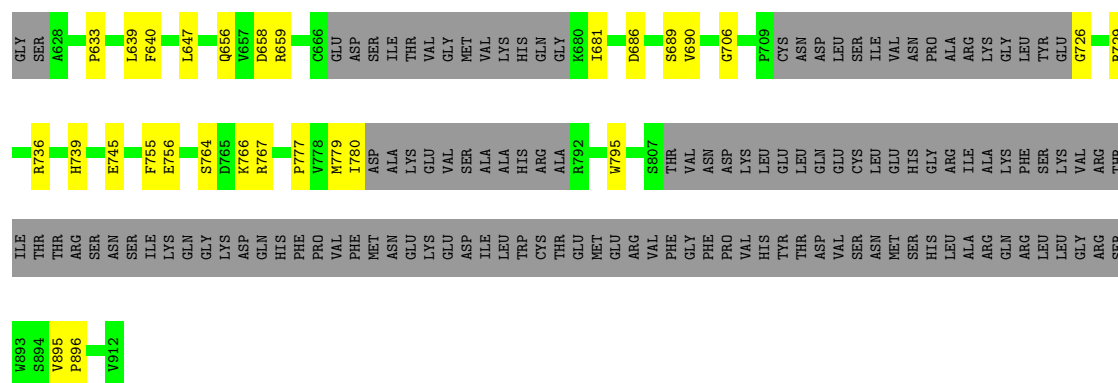 GLY SER A628 P633 L639 F640 L647 Q656 V657 D658 R659 C666 GLU ASP SER ILE THR VAL GLY MET VAL LYS HIS GLN GLY K680 I681 D686 S689 V690 G706 P709 CYS ASN ASP LEU SER ILE VAL ASN PRO ALA ARG LYS GLY LEU TYR GLU G726 R729
R736 H739 E745 F755 E756 S764 D765 K766 R767 P777 V778 M779 I780 ASP ALA LYS GLU VAL SER ALA ALA HIS ARG ALA R792 W795 S807 THR VAL ASN ASP LYS LEU GLU LEU GLN GLU CYS LEU GLU HIS GLY ARG ILE ALA LYS PHE SER LYS VAL ARG THR
ILE THR THR ARG SER ASN SER ILE LYS GLN GLY LYS ASP GLN HIS PHE PRO VAL PHE MET ASN GLU LYS GLU ASP ILE LEU TRP CYS THR GLU MET GLU ARG VAL PHE GLY PHE PRO VAL HIS TYR THR ASP VAL SER ASN MET SER HIS LEU ALA ARG GLN ARG LEU LEU GLY ARG SER
W893 S894 V895 P896 V912